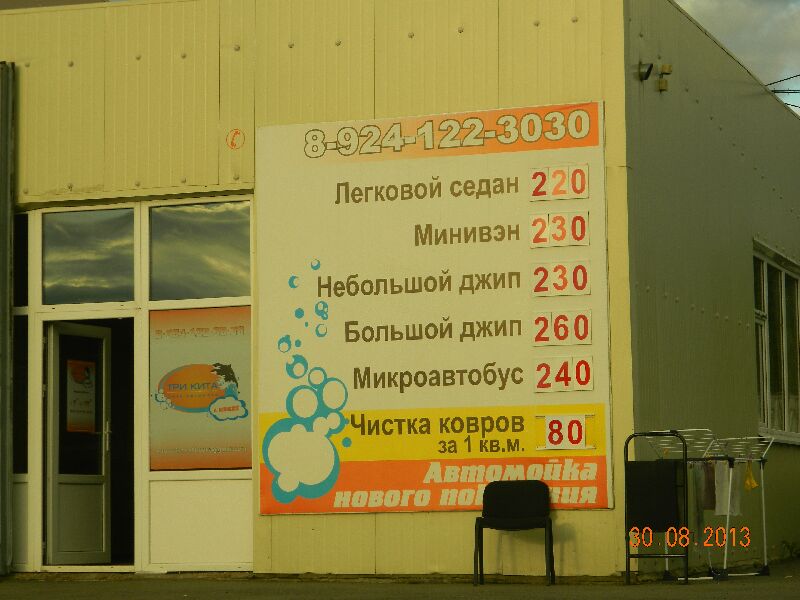 8-924-122-3030
Легковой седан 220
Минивэн 230
Небольшой джип 230
Большой джип 260
Микроавтобус 240
Чистка ковров
за 1 кв.м. 80
Автомойка
нового
ТРИ КИТА
30.08.2013